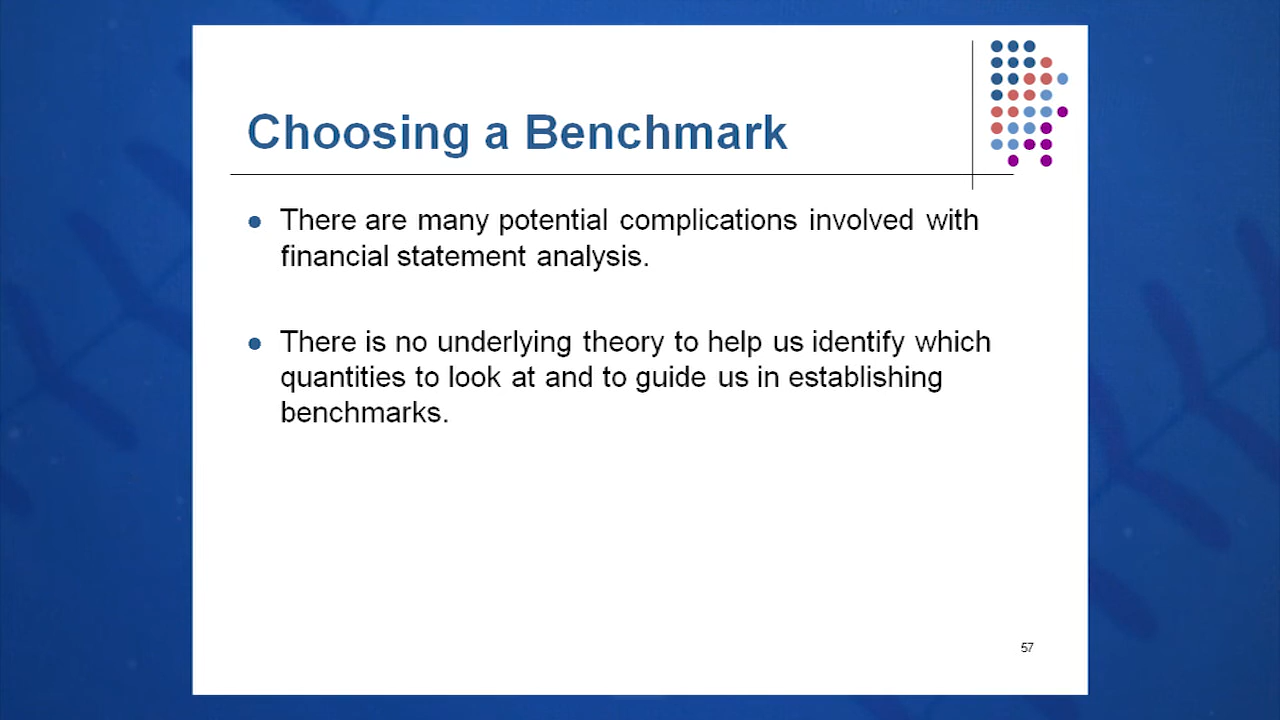 Choosing a Benchmark
There are many potential complications involved with
financial statement analysis.
There is no underlying theory to help us identify which
quantities to look at and to guide us in establishing
benchmarks.
57